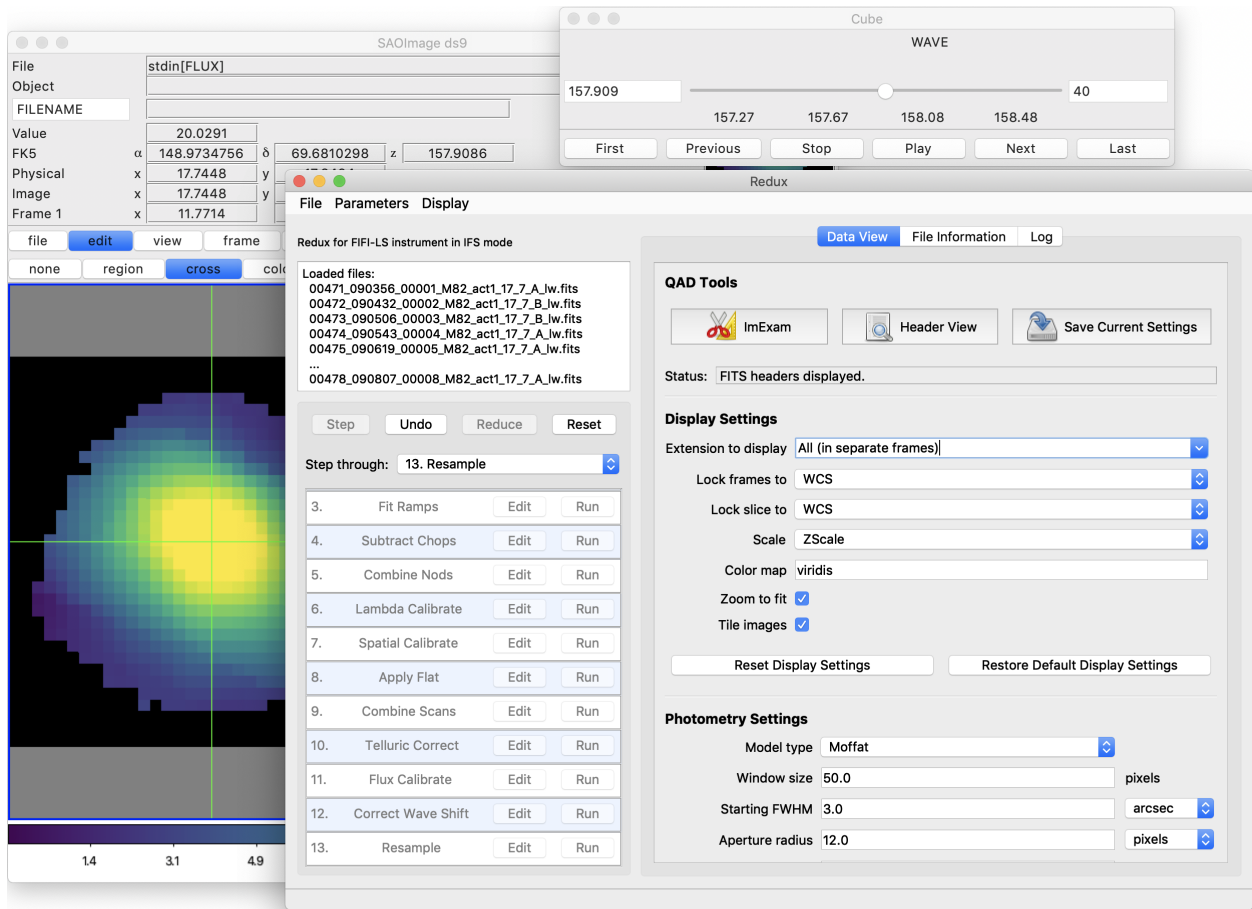 Cube
WAVE
157.909
40
157.27 157.67 158.08 158.48
First Previous Stop Play Next Last
SAOImage ds9
File stdin[FLUX]
Object
FILENAME
Value 20.0291
FK5 α 148.9734756 δ 69.6810298 z 157.9086
Physical x 17.7448 y
Image x 17.7448 y
Frame 1 x 11.7714
file edit view frame
none region cross
1.4 3.1 4.9
Redux
File Parameters Display
Redux for FIFI-LS instrument in IFS mode
Loaded files:
00471_090356_00001_M82_act1_17_7_A_lw.fits
00472_090432_00002_M82_act1_17_7_B_lw.fits
00473_090506_00003_M82_act1_17_7_B_lw.fits
00474_090543_00004_M82_act1_17_7_A_lw.fits
00475_090619_00005_M82_act1_17_7_A_lw.fits
...
00478_090807_00008_M82_act1_17_7_A_lw.fits
Step Undo Reduce Reset
Step through: 13. Resample
3. Fit Ramps Edit Run
4. Subtract Chops Edit Run
5. Combine Nods Edit Run
6. Lambda Calibrate Edit Run
7. Spatial Calibrate Edit Run
8. Apply Flat Edit Run
9. Combine Scans Edit Run
10. Telluric Correct Edit Run
11. Flux Calibrate Edit Run
12. Correct Wave Shift Edit Run
13. Resample Edit Run
Data View File Information Log
QAD Tools
ImExam Header View Save Current Settings
Status: FITS headers displayed.
Display Settings
Extension to display All (in separate frames)
Lock frames to WCS
Lock slice to WCS
Scale ZScale
Color map viridis
Zoom to fit
Tile images
Reset Display Settings Restore Default Display Settings
Photometry Settings
Model type Moffat
Window size 50.0 pixels
Starting FWHM 3.0 arcsec
Aperture radius 12.0 pixels